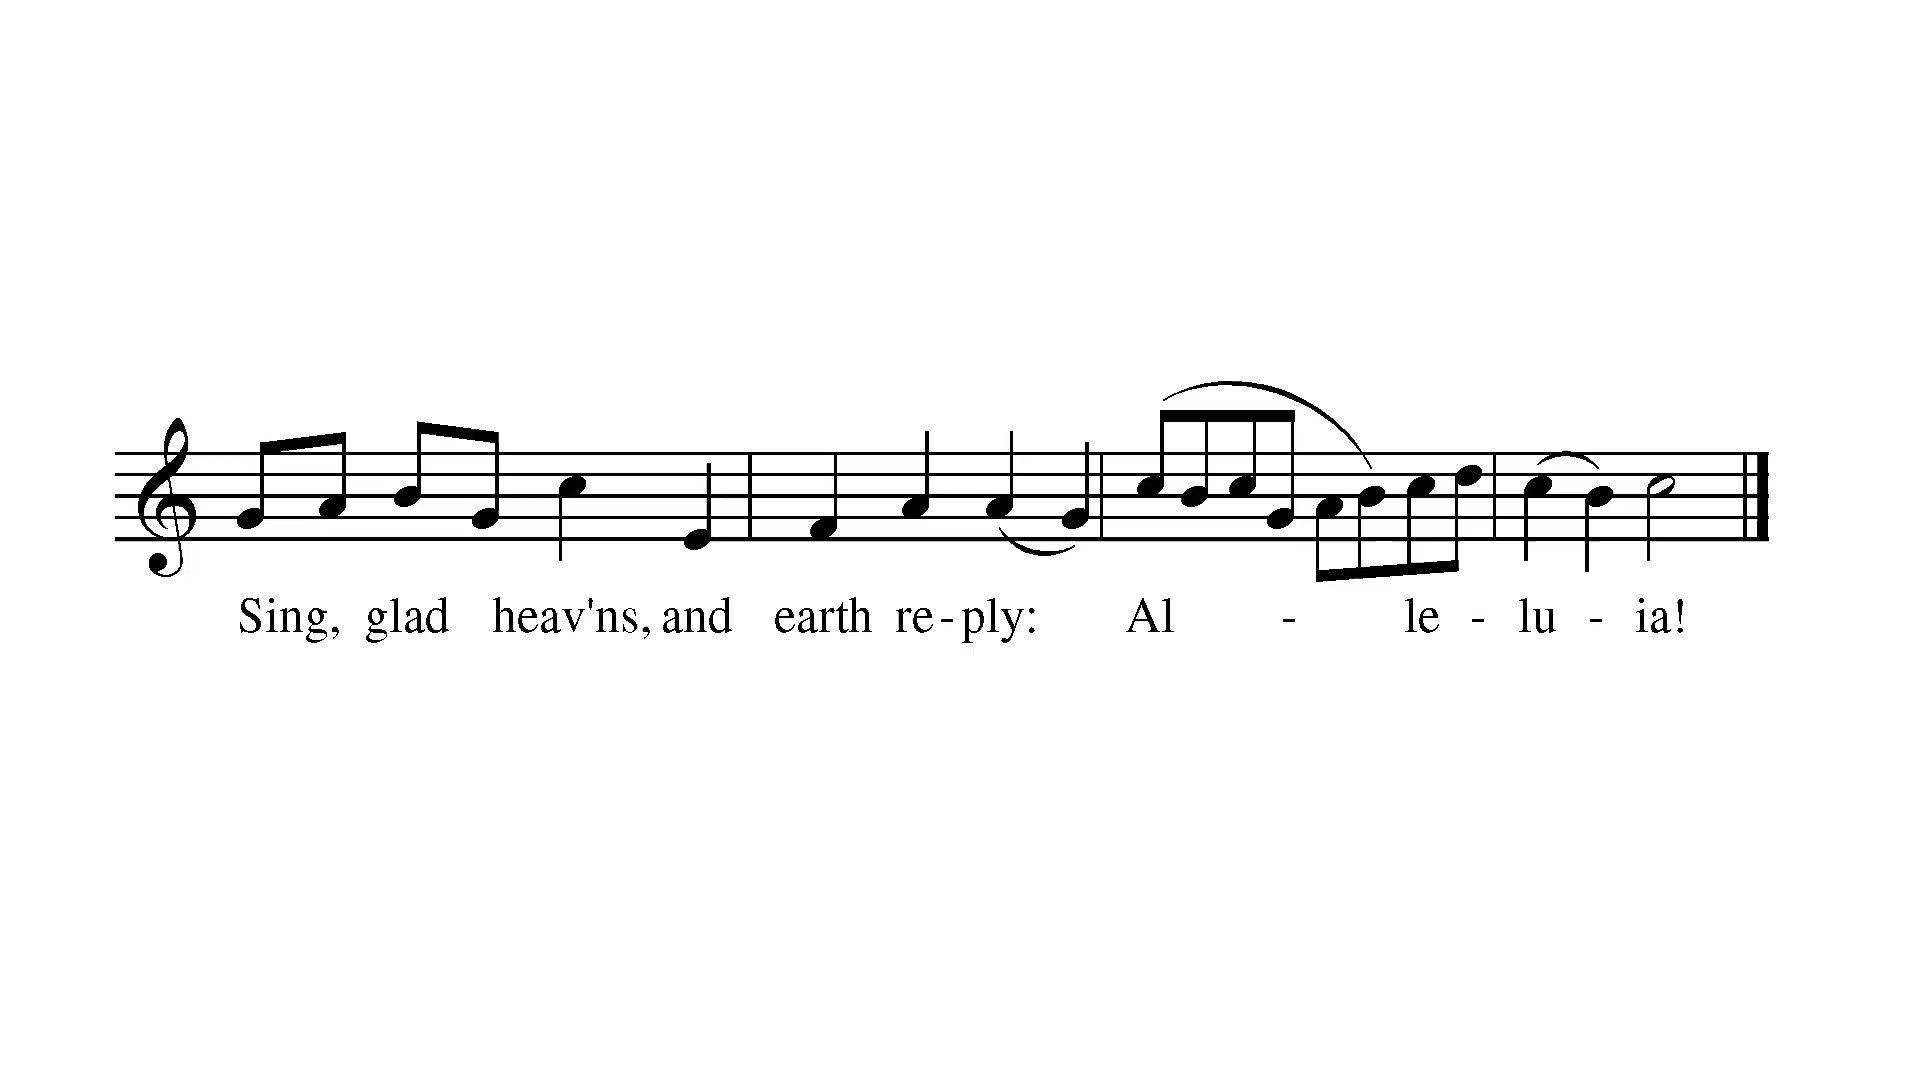 Sing, glad heav'ns, and earth re-ply: Al - le - lu - ia!